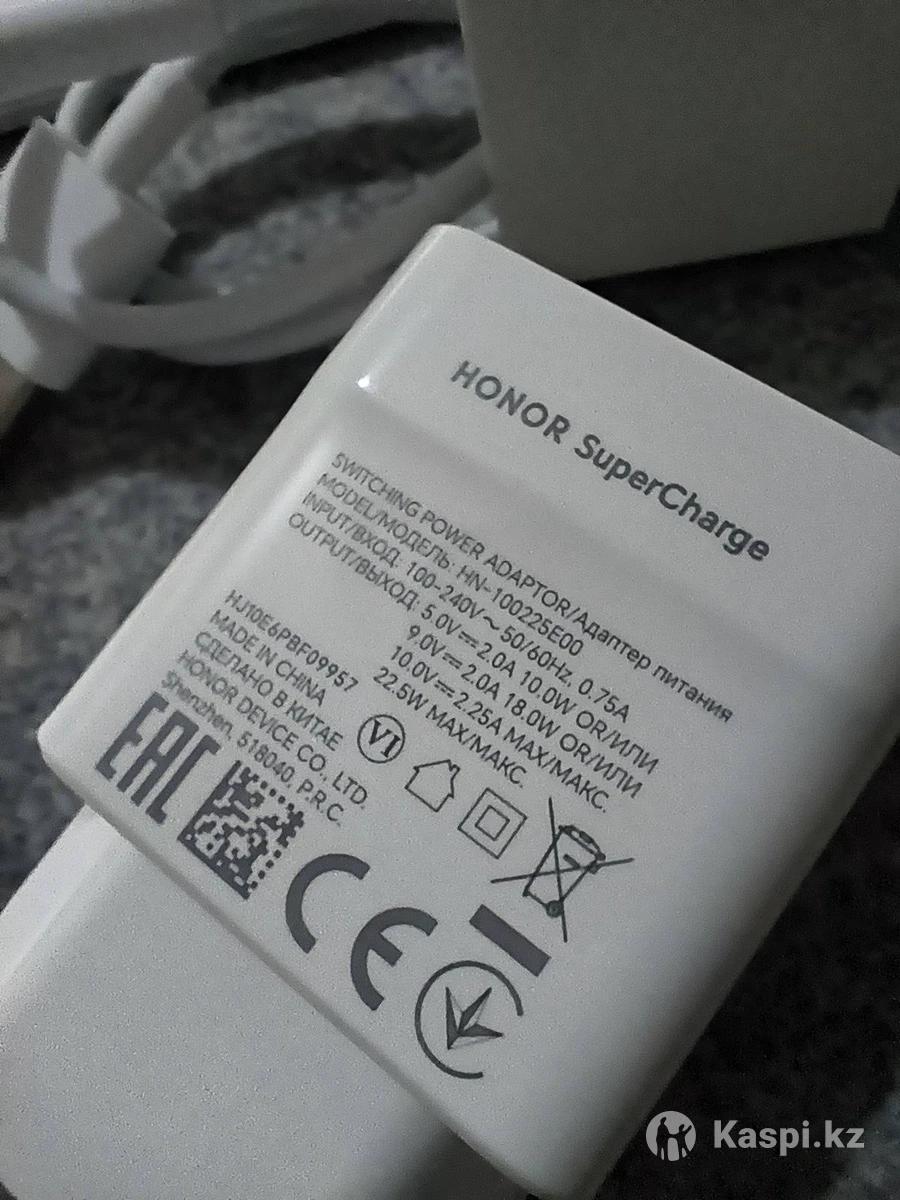 HONOR SuperCharge
SWITCHING POWER ADAPTOR/Адаптер питания
MODEL/МОДЕЛЬ: HN-100225E00
INPUT/ВХОД: 100-240V~50/60Hz, 0.75A
OUTPUT/ВЫХОД: 5.0V⎓2.0A 10.0W OR/ИЛИ
9.0V⎓2.0A 18.0W OR/ИЛИ
10.0V⎓2.25A MAX/МАКС.
22.5W MAX/МАКС.
HJ10E6PBF09957
MADE IN CHINA
СДЕЛАНО В КИТАЕ
HONOR DEVICE CO., LTD.
Shenzhen, 518040, P.R.C.
VI
EAC
CE
Kaspi.kz